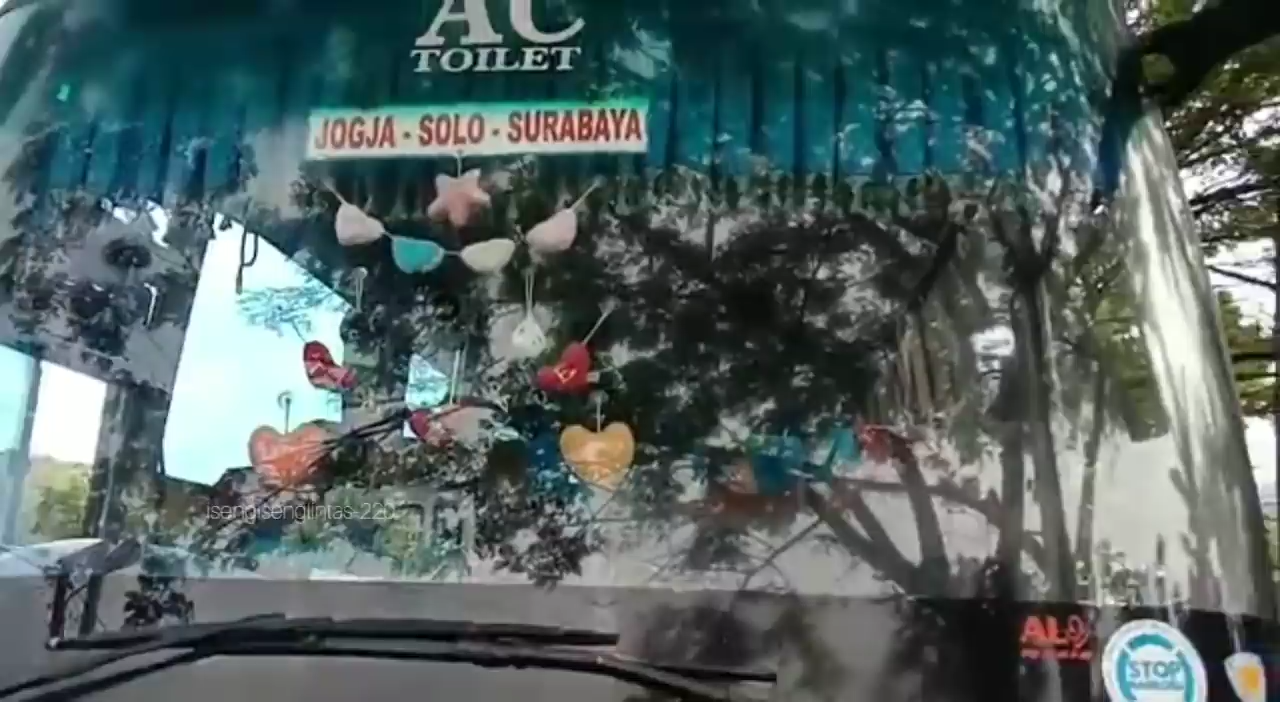 AC
TOILET
JOGJA - SOLO - SURABAYA
isengisenglintas-220
STOP